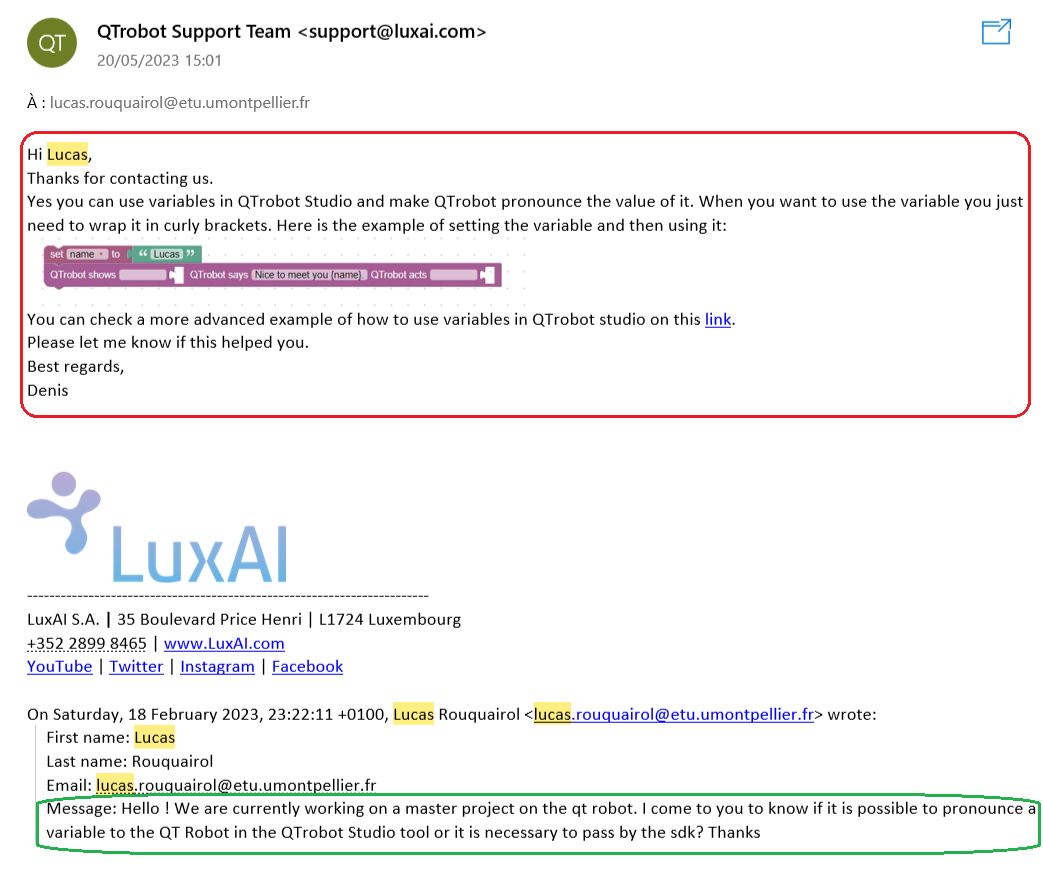 QT
QTrobot Support Team <support@luxai.com>
20/05/2023 15:01
À : lucas.rouquairol@etu.umontpellier.fr
Hi Lucas,
Thanks for contacting us.
Yes you can use variables in QTrobot Studio and make QTrobot pronounce the value of it. When you want to use the variable you just
need to wrap it in curly brackets. Here is the example of setting the variable and then using it:
set name to “ Lucas ”
QTrobot shows QTrobot says Nice to meet you {name}. QTrobot acts
You can check a more advanced example of how to use variables in QTrobot studio on this link.
Please let me know if this helped you.
Best regards,
Denis
LuxAI
--------------------------------------------------------------------------
LuxAI S.A. | 35 Boulevard Price Henri | L1724 Luxembourg
+352 2899 8465 | www.LuxAI.com
YouTube | Twitter | Instagram | Facebook
On Saturday, 18 February 2023, 23:22:11 +0100, Lucas Rouquairol <lucas.rouquairol@etu.umontpellier.fr> wrote:
First name: Lucas
Last name: Rouquairol
Email: lucas.rouquairol@etu.umontpellier.fr
Message: Hello ! We are currently working on a master project on the qt robot. I come to you to know if it is possible to pronounce a
variable to the QT Robot in the QTrobot Studio tool or it is necessary to pass by the sdk? Thanks